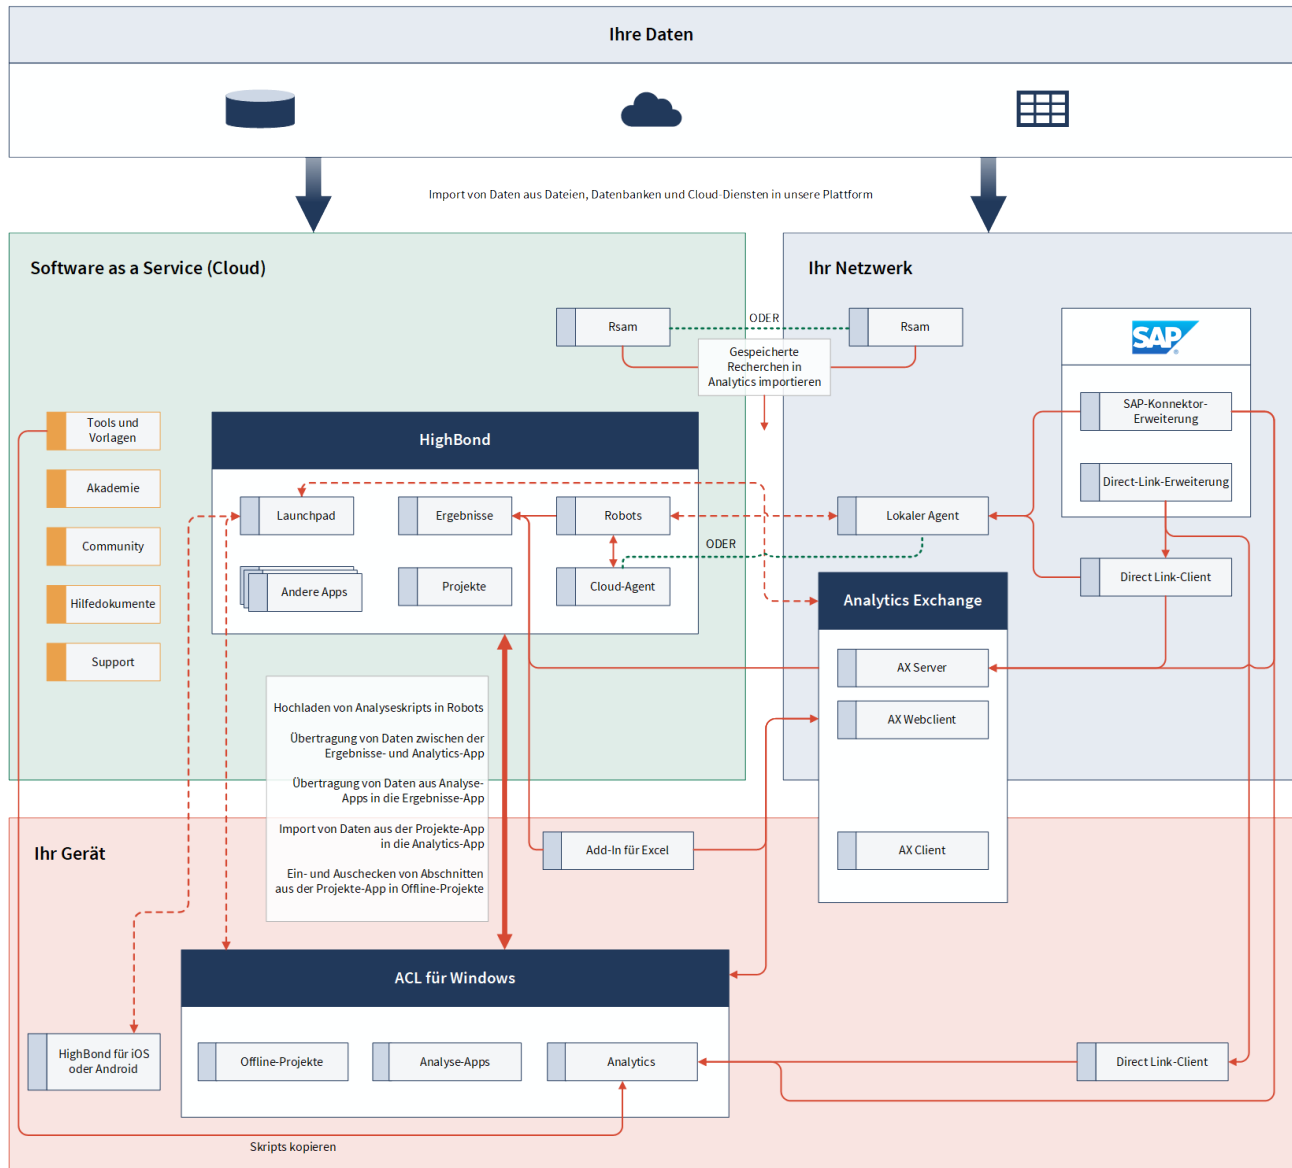 Ihre Daten
Import von Daten aus Dateien, Datenbanken und Cloud-Diensten in unsere Plattform
Software as a Service (Cloud)
Ihr Netzwerk
Rsam
ODER
Rsam
Gespeicherte
Recherchen in
Analytics importieren
SAP
SAP-Konnektor-
Erweiterung
Direct-Link-Erweiterung
Direct Link-Client
Tools und
Vorlagen
Akademie
Community
Hilfedokumente
Support
HighBond
Launchpad
Ergebnisse
Robots
Andere Apps
Projekte
Cloud-Agent
ODER
Lokaler Agent
Analytics Exchange
AX Server
AX Webclient
AX Client
Hochladen von Analyseskripts in Robots
Übertragung von Daten zwischen der
Ergebnisse- und Analytics-App
Übertragung von Daten aus Analyse-
Apps in die Ergebnisse-App
Import von Daten aus der Projekte-App
in die Analytics-App
Ein- und Auschecken von Abschnitten
aus der Projekte-App in Offline-Projekte
Ihr Gerät
Add-In für Excel
ACL für Windows
Offline-Projekte
Analyse-Apps
Analytics
HighBond für iOS
oder Android
Direct Link-Client
Skripts kopieren